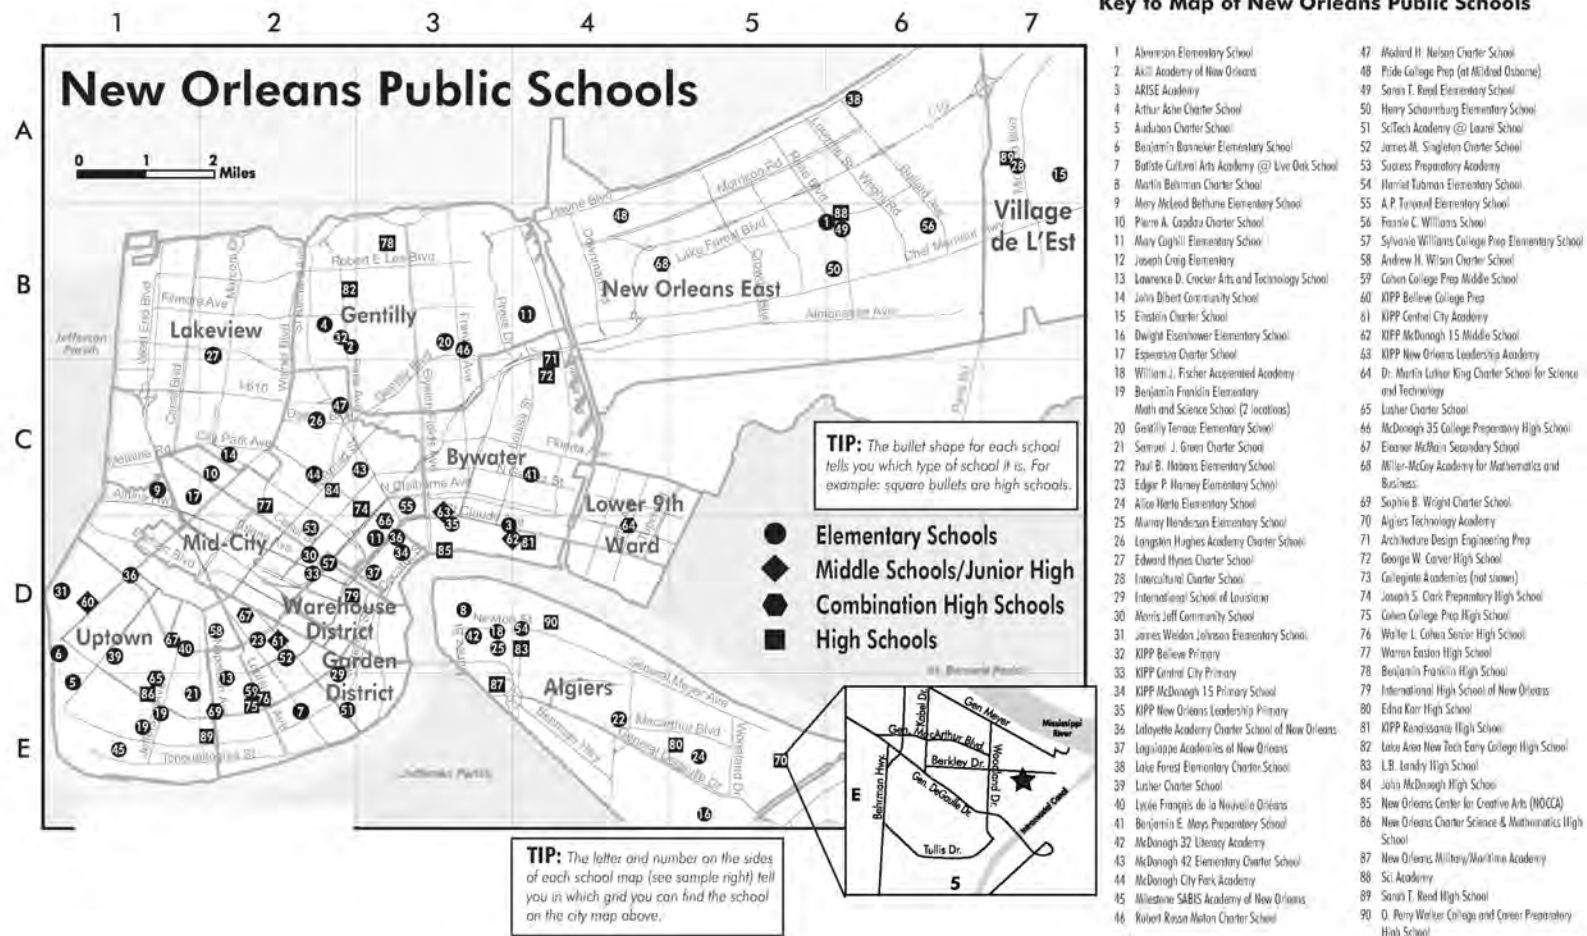 1 2 3 4 5 6 7
Key to Map of New Orleans Public Schools
New Orleans Public Schools
A
B
C
D
E
0 1 2
Miles
Village
de L'Est
New Orleans East
Lakeview
Gentilly
Bywater
Lower 9th
Ward
Mid-City
Warehouse
District
Uptown
Garden
District
Algiers
Jefferson
Parish
Jefferson Parish
St. Bernard Parish
Hayne Blvd
Morrison Rd
Lake Forest Blvd
Crowder Blvd
Chef Menteur Hwy
Almonaster Ave
Robert E Lee Blvd
Filmore Ave
West End Blvd
Canal Blvd
I-610
City Park Ave
Metairie Rd
N Claiborne Ave
Tchoupitoulas St
Newton St
General Meyer Ave
Behrman Hwy
Macarthur Blvd
General Degaulle Dr
Woodland Dr
TIP: The bullet shape for each school
tells you which type of school it is. For
example: square bullets are high schools.
Elementary Schools
Middle Schools/Junior High
Combination High Schools
High Schools
TIP: The letter and number on the sides
of each school map (see sample right) tell
you in which grid you can find the school
on the city map above.
Kabel Dr.
Gen Meyer
Mississippi
River
Gen. MacArthur Blvd.
Berkley Dr.
Woodland Dr.
Behrman Hwy.
Gen. DeGaulle Dr.
Tullis Dr.
E
5
1 Abramson Elementary School
2 Akili Academy of New Orleans
3 ARISE Academy
4 Arthur Ashe Charter School
5 Audubon Charter School
6 Benjamin Banneker Elementary School
7 Batiste Cultural Arts Academy @ Live Oak School
8 Martin Behrman Charter School
9 Mary McLeod Bethune Elementary School
10 Pierre A. Capdau Charter School
11 Mary Coghill Elementary School
12 Joseph Craig Elementary
13 Lawrence D. Crocker Arts and Technology School
14 John Dibert Community School
15 Einstein Charter School
16 Dwight Eisenhower Elementary School
17 Esperanza Charter School
18 William J. Fischer Accelerated Academy
19 Benjamin Franklin Elementary
Math and Science School (2 locations)
20 Gentilly Terrace Elementary School
21 Samuel J. Green Charter School
22 Paul B. Habans Elementary School
23 Edgar P. Harney Elementary School
24 Alice Harte Elementary School
25 Murray Henderson Elementary School
26 Langston Hughes Academy Charter School
27 Edward Hynes Charter School
28 Intercultural Charter School
29 International School of Louisiana
30 Morris Jeff Community School
31 James Weldon Johnson Elementary School
32 KIPP Believe Primary
33 KIPP Central City Primary
34 KIPP McDonogh 15 Primary School
35 KIPP New Orleans Leadership Primary
36 Lafayette Academy Charter School of New Orleans
37 Lagniappe Academies of New Orleans
38 Lake Forest Elementary Charter School
39 Lusher Charter School
40 Lycée Français de la Nouvelle Orléans
41 Benjamin E. Mays Preparatory School
42 McDonogh 32 Literacy Academy
43 McDonogh 42 Elementary Charter School
44 McDonogh City Park Academy
45 Milestone SABIS Academy of New Orleans
46 Robert Russa Moton Charter School
47 Medard H. Nelson Charter School
48 Pride College Prep (at Mildred Osborne)
49 Sarah T. Reed Elementary School
50 Henry Schaumburg Elementary School
51 SciTech Academy @ Laurel School
52 James M. Singleton Charter School
53 Success Preparatory Academy
54 Harriet Tubman Elementary School
55 A.P. Tureaud Elementary School
56 Fannie C. Williams School
57 Sylvanie Williams College Prep Elementary School
58 Andrew H. Wilson Charter School
59 Cohen College Prep Middle School
60 KIPP Believe College Prep
61 KIPP Central City Academy
62 KIPP McDonogh 15 Middle School
63 KIPP New Orleans Leadership Academy
64 Dr. Martin Luther King Charter School for Science
and Technology
65 Lusher Charter School
66 McDonogh 35 College Preparatory High School
67 Eleanor McMain Secondary School
68 Miller-McCoy Academy for Mathematics and
Business
69 Sophie B. Wright Charter School
70 Algiers Technology Academy
71 Architecture Design Engineering Prep
72 George W. Carver High School
73 Collegiate Academies (not shown)
74 Joseph S. Clark Preparatory High School
75 Cohen College Prep High School
76 Walter L. Cohen Senior High School
77 Warren Easton High School
78 Benjamin Franklin High School
79 International High School of New Orleans
80 Edna Karr High School
81 KIPP Renaissance High School
82 Lake Area New Tech Early College High School
83 L.B. Landry High School
84 John McDonogh High School
85 New Orleans Center for Creative Arts (NOCCA)
86 New Orleans Charter Science & Mathematics High
School
87 New Orleans Military/Maritime Academy
88 Sci Academy
89 Sarah T. Reed High School
90 O. Perry Walker College and Career Preparatory
High School